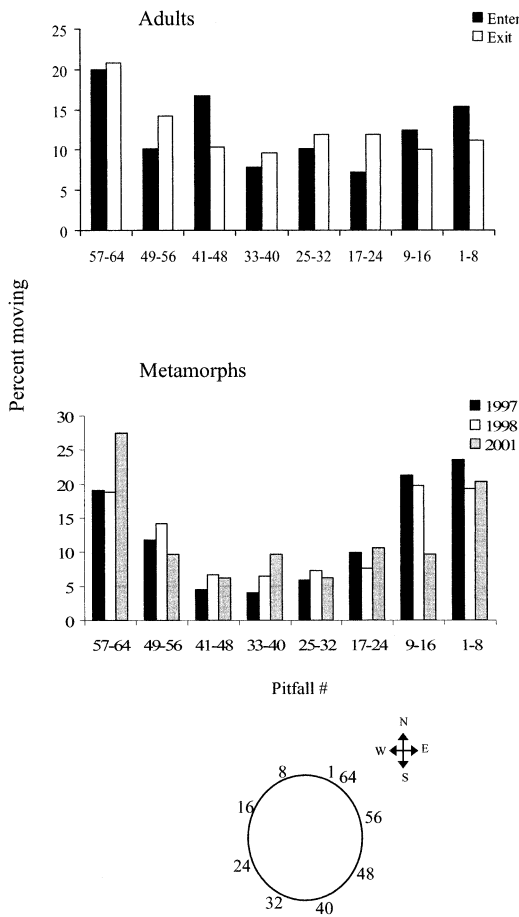 Adults
Enter
Exit
25
20
15
10
5
0
57-64 49-56 41-48 33-40 25-32 17-24 9-16 1-8
Percent moving
Metamorphs
1997
1998
2001
30
25
20
15
10
5
0
57-64 49-56 41-48 33-40 25-32 17-24 9-16 1-8
Pitfall #
N
W E
S
8 1 64
16 56
24 48
32 40